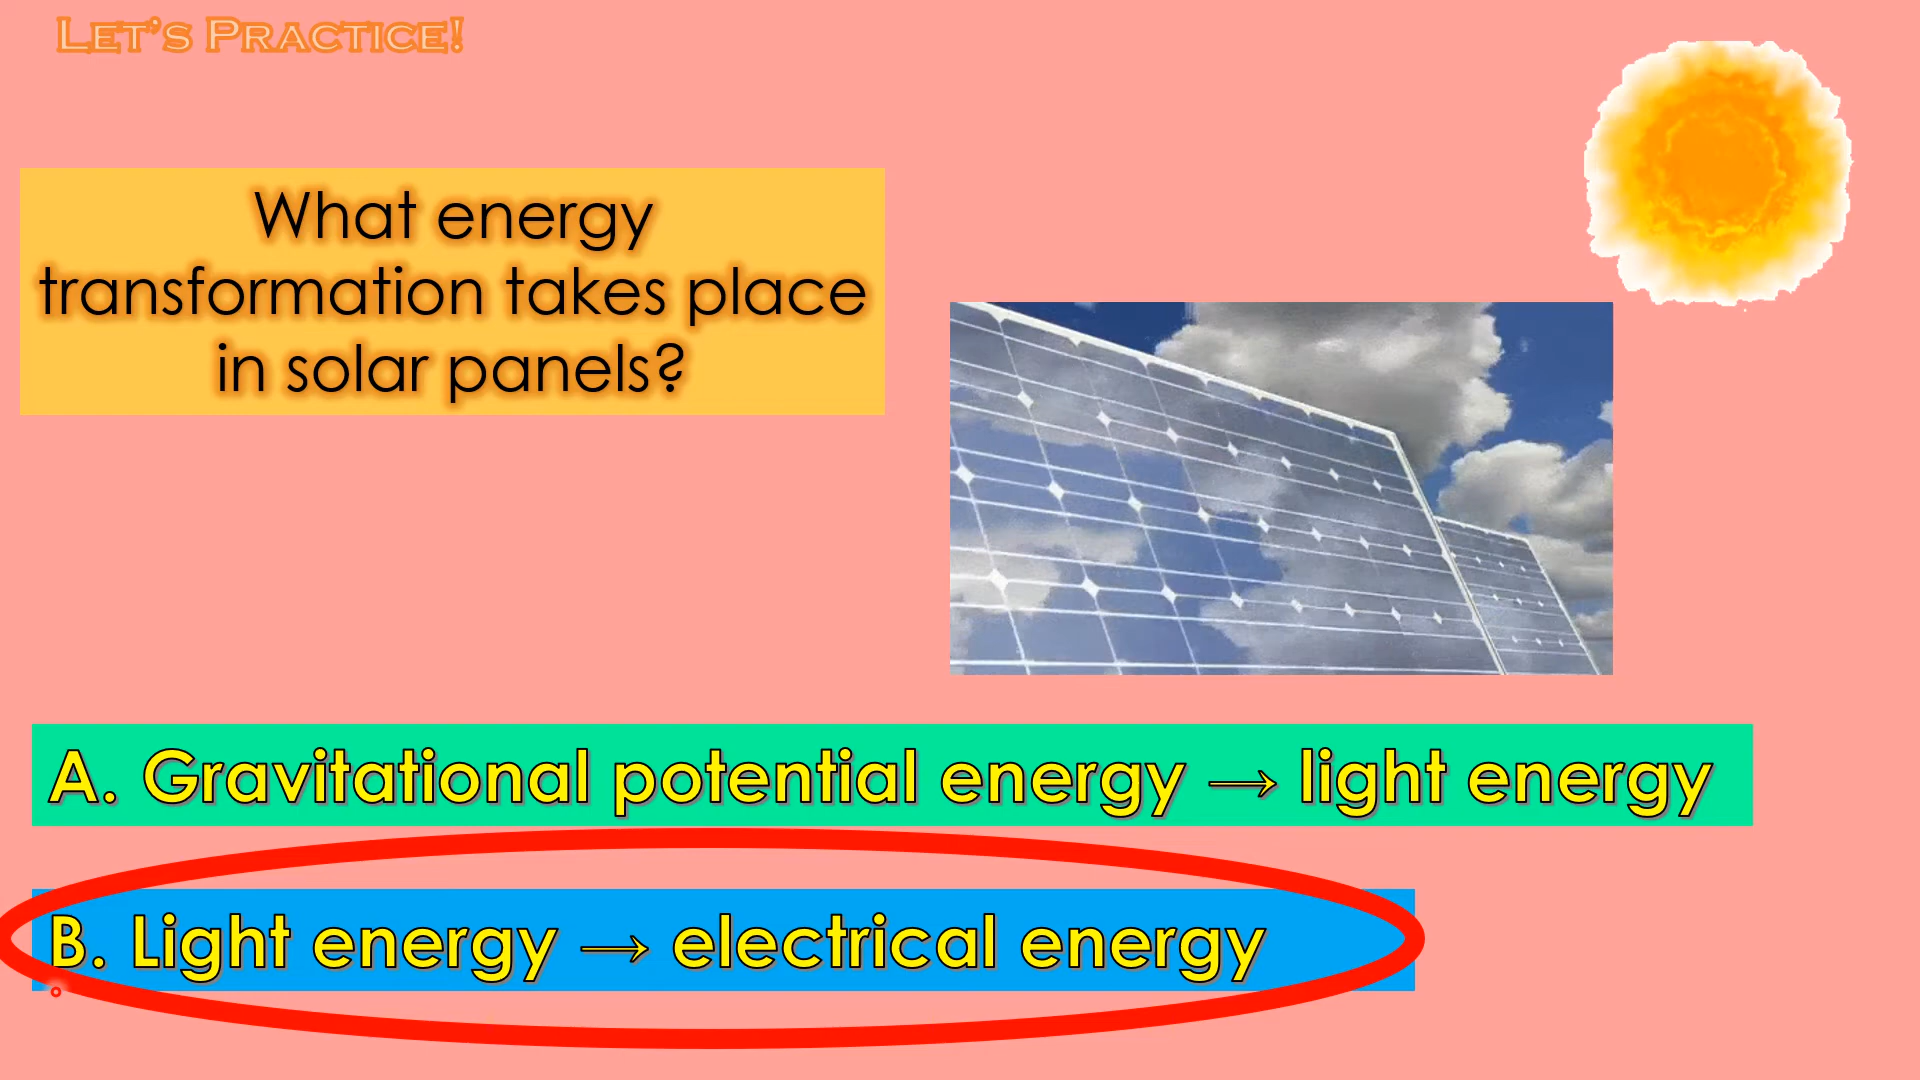 LET'S PRACTICE!
What energy
transformation takes place
in solar panels?
A. Gravitational potential energy → light energy
B. Light energy → electrical energy